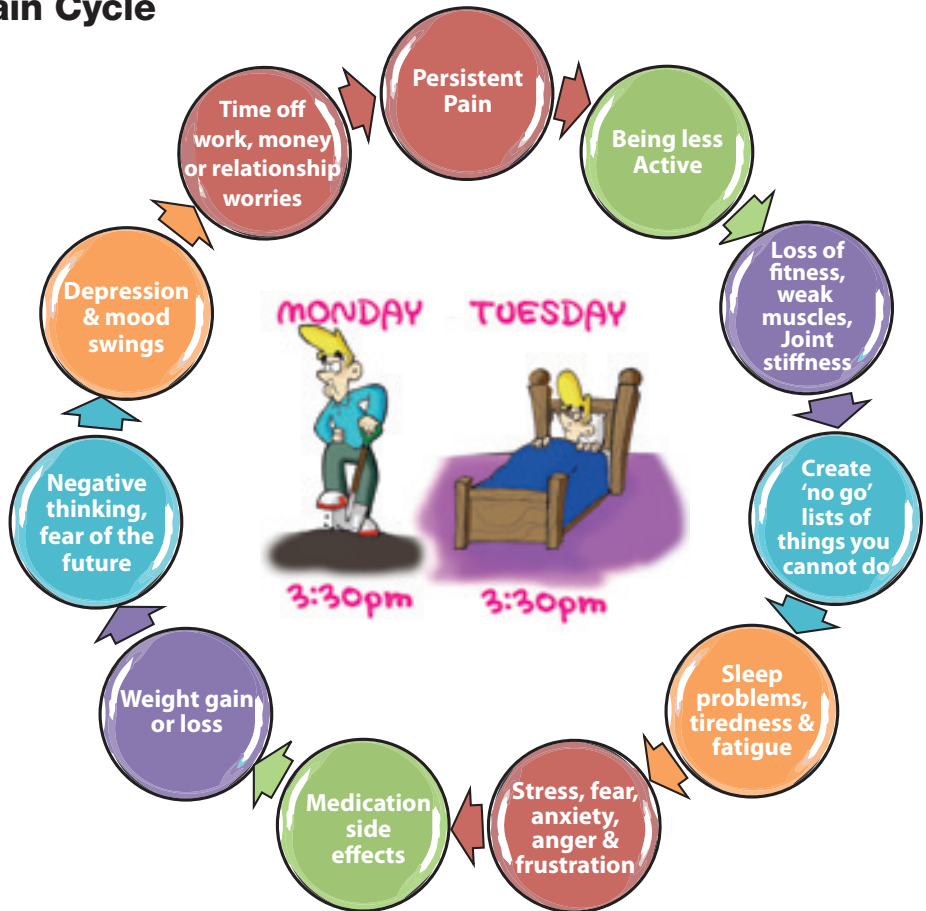 ain Cycle
Persistent
Pain
Being less
Active
Loss of
fitness,
weak
muscles,
Joint
stiffness
Create
‘no go’
lists of
things you
cannot do
Sleep
problems,
tiredness &
fatigue
Stress, fear,
anxiety,
anger &
frustration
Medication
side
effects
Weight gain
or loss
Negative
thinking,
fear of the
future
Depression
& mood
swings
Time off
work, money
or relationship
worries
MONDAY
TUESDAY
3:30pm
3:30pm